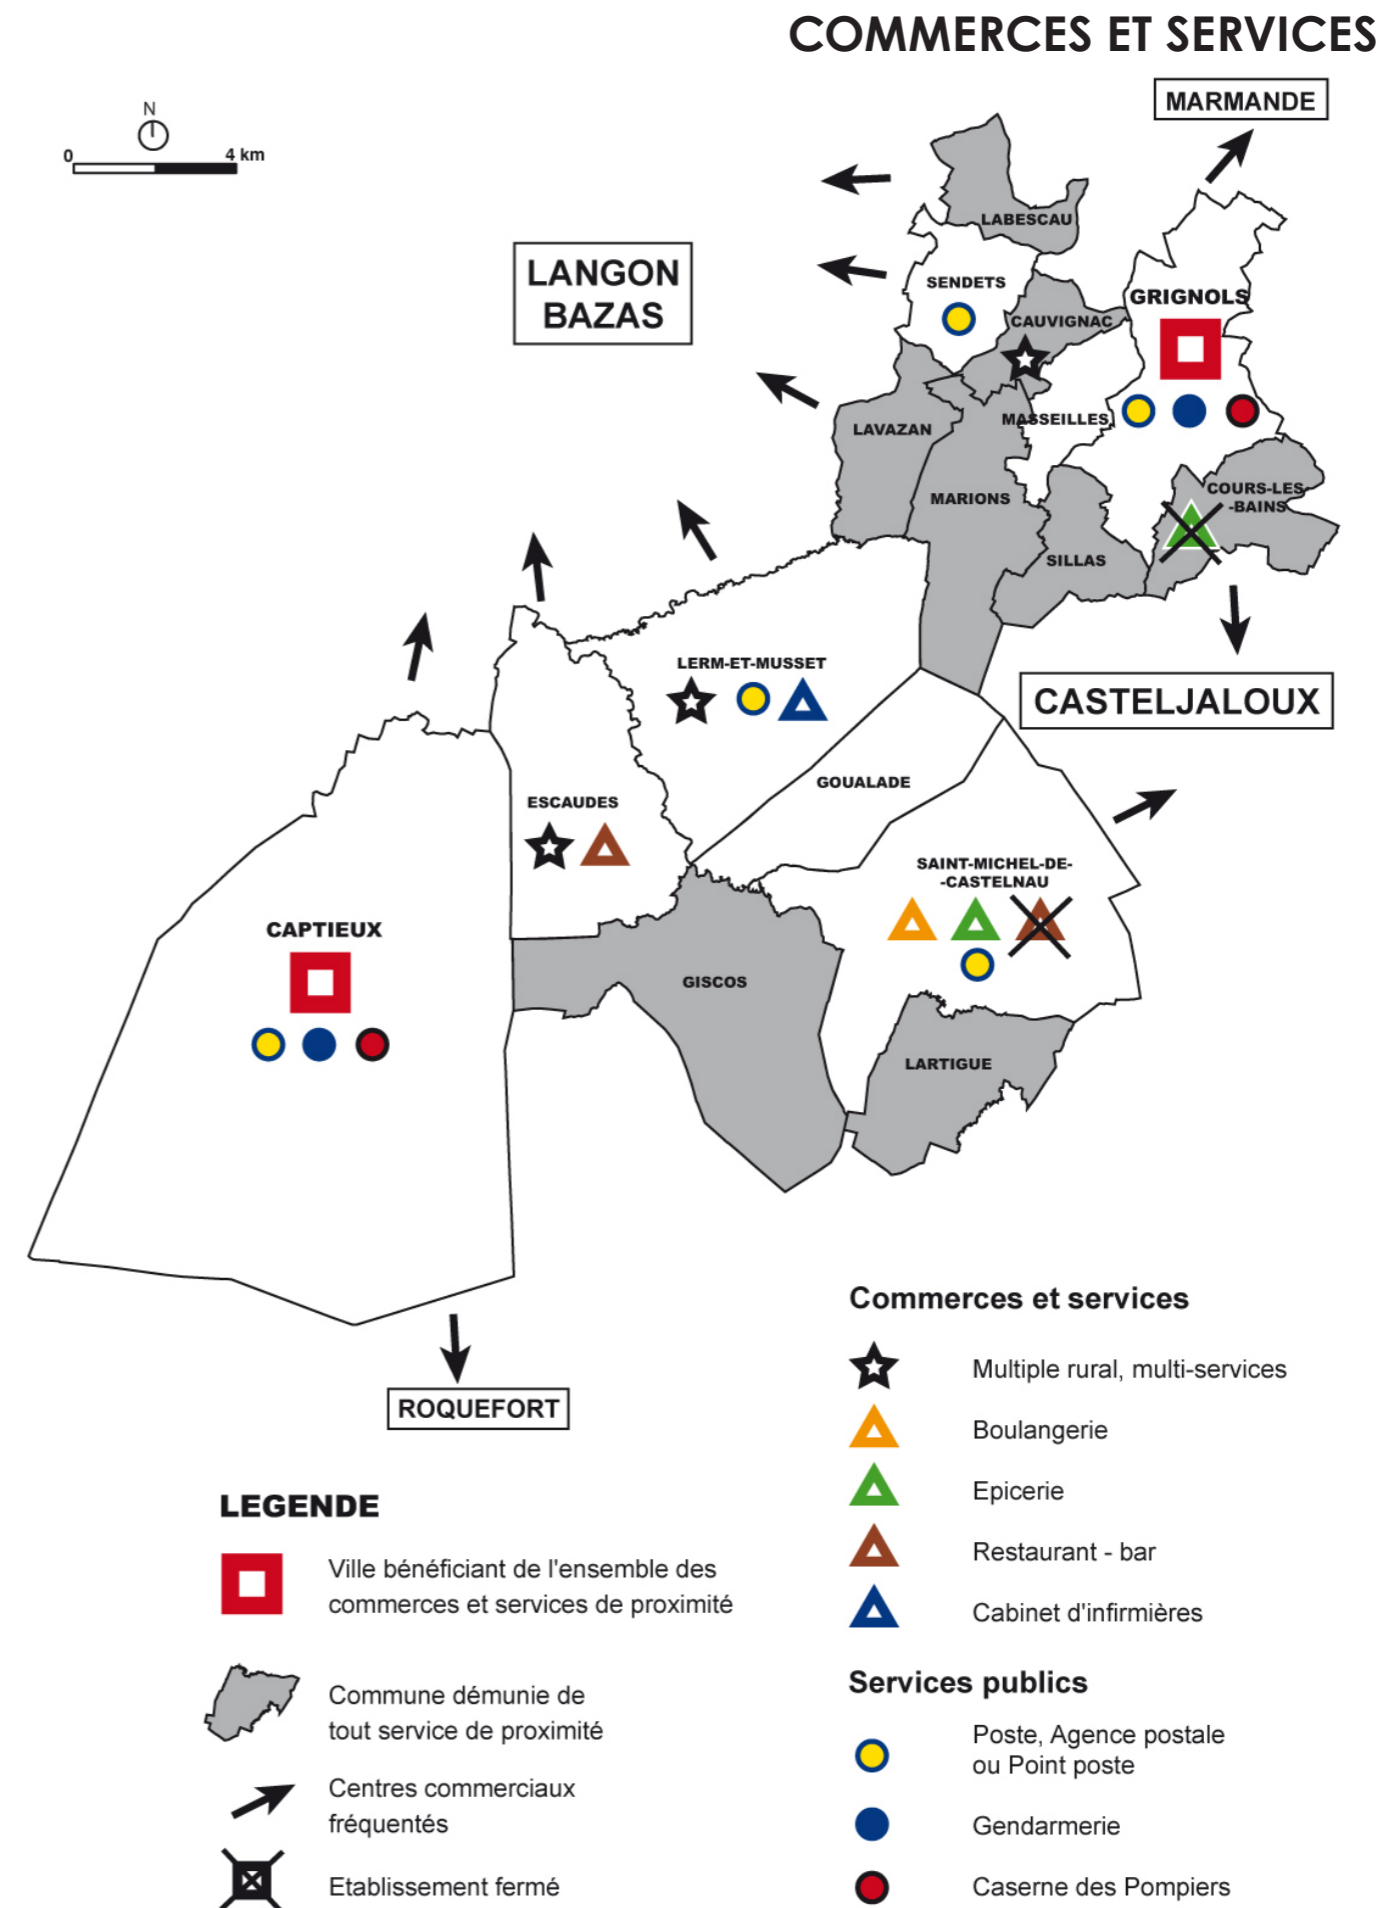 COMMERCES ET SERVICES
MARMANDE
N
0 4 km
LABESCAU
LANGON
BAZAS
SENDETS
GRIGNOLS
CAUVIGNAC
MASSEILLES
LAVAZAN
COURS-LES-
-BAINS
MARIONS
SILLAS
LERM-ET-MUSSET
CASTELJALOUX
GOUALADE
ESCAUDES
SAINT-MICHEL-DE-
-CASTELNAU
CAPTIEUX
GISCOS
LARTIGUE
ROQUEFORT
LEGENDE
Ville bénéficiant de l'ensemble des
commerces et services de proximité
Commune démunie de
tout service de proximité
Centres commerciaux
fréquentés
Etablissement fermé
Commerces et services
Multiple rural, multi-services
Boulangerie
Epicerie
Restaurant - bar
Cabinet d'infirmières
Services publics
Poste, Agence postale
ou Point poste
Gendarmerie
Caserne des Pompiers